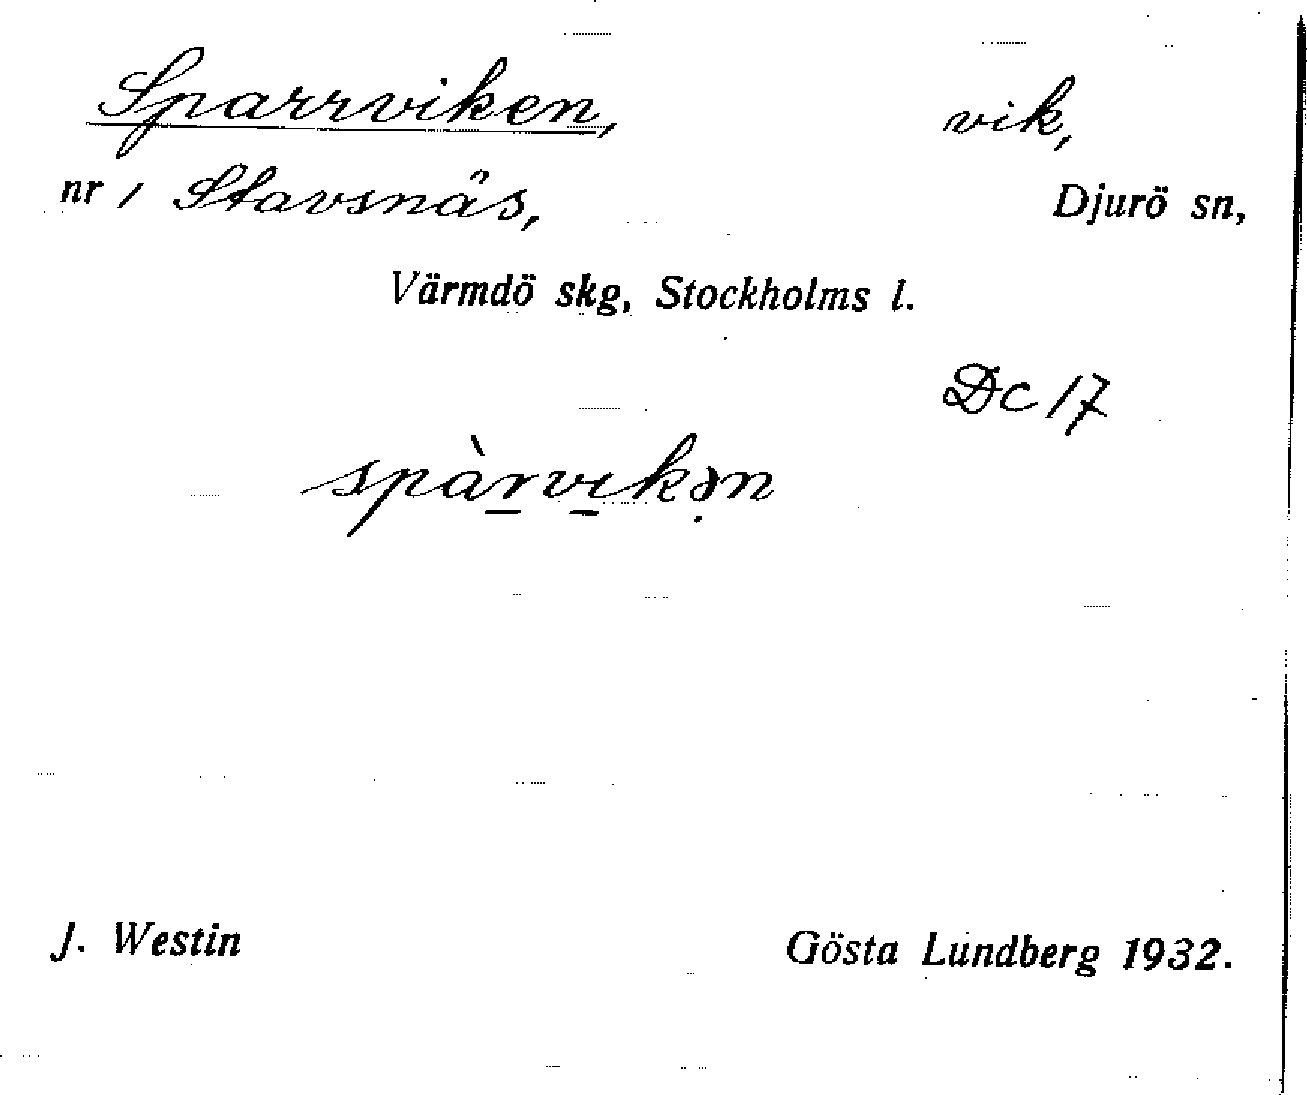 Sparrviken, vik,
nr 1 Stavsnäs, Djurö sn,
Värmdö skg, Stockholms l.
Dc 17
spàrvikən
J. Westin Gösta Lundberg 1932.